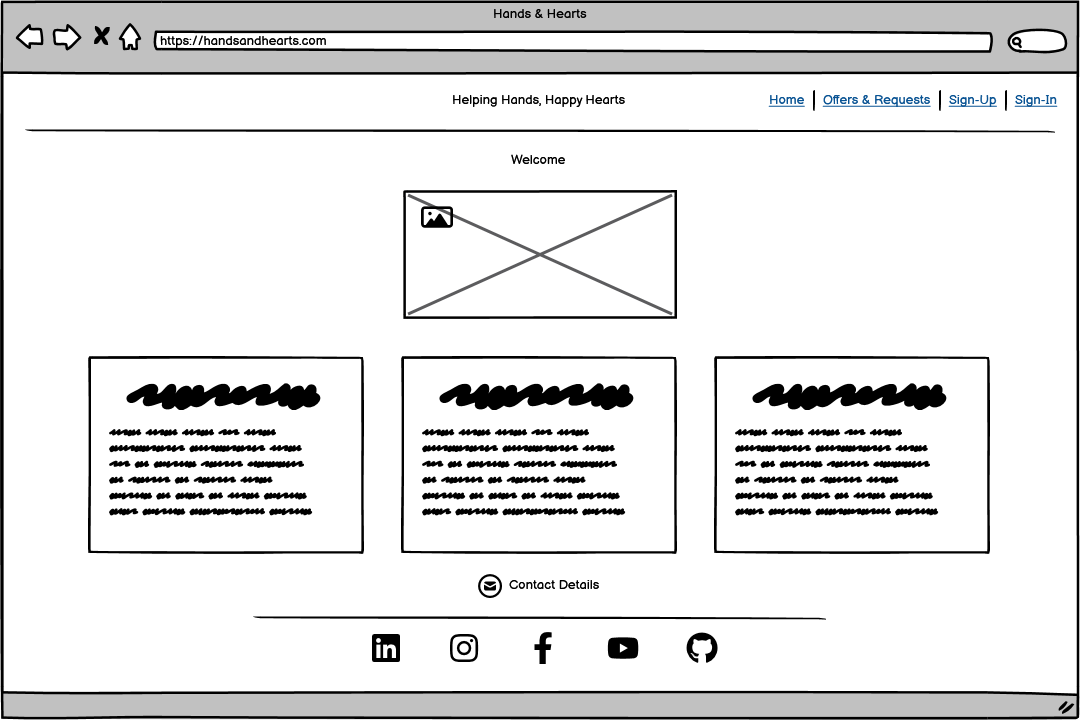 Hands & Hearts
https://handsandhearts.com
Helping Hands, Happy Hearts
Home
Offers & Requests
Sign-Up
Sign-In
Welcome
Contact Details
in